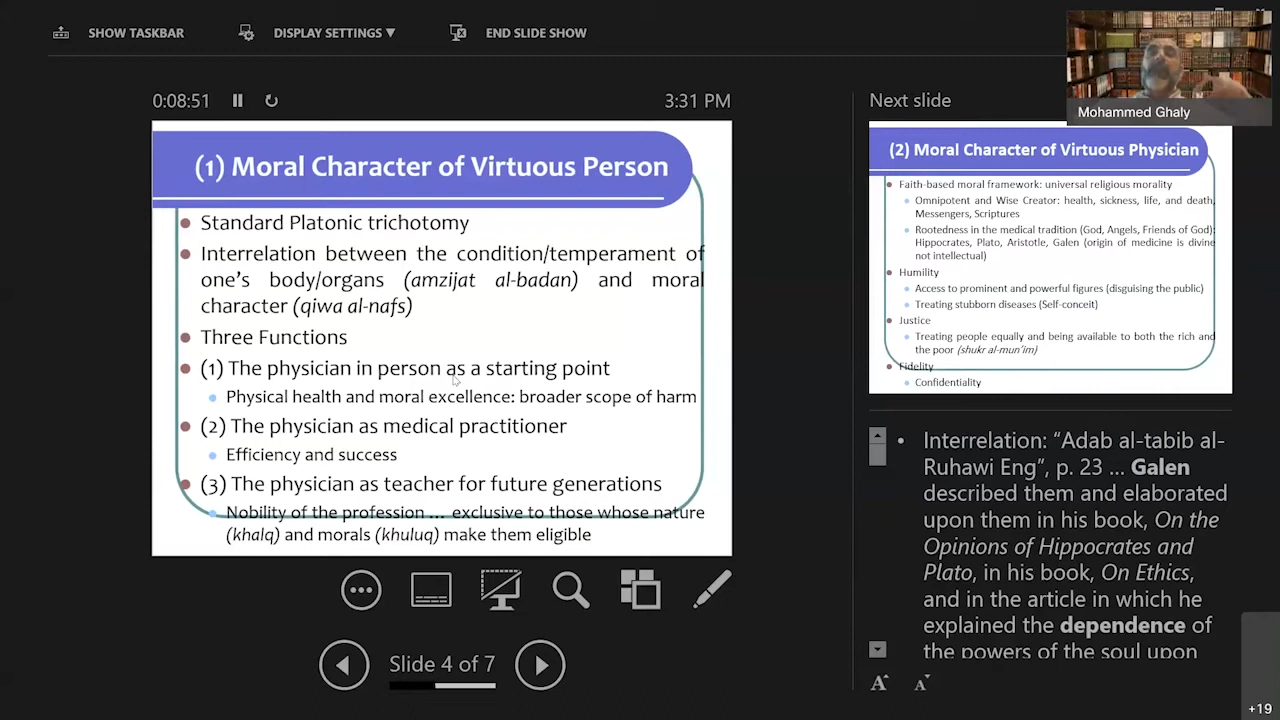 SHOW TASKBAR
DISPLAY SETTINGS ▼
END SLIDE SHOW
0:08:51
3:31 PM
(1) Moral Character of Virtuous Person
Standard Platonic trichotomy
Interrelation between the condition/temperament of
one's body/organs (amzijat al-badan) and moral
character (qiwa al-nafs)
Three Functions
(1) The physician in person as a starting point
Physical health and moral excellence: broader scope of harm
(2) The physician as medical practitioner
Efficiency and success
(3) The physician as teacher for future generations
Nobility of the profession ... exclusive to those whose nature
(khalq) and morals (khuluq) make them eligible
Slide 4 of 7
Next slide
Mohammed Ghaly
(2) Moral Character of Virtuous Physician
Faith-based moral framework: universal religious morality
Omnipotent and Wise Creator: health, sickness, life, and death,
Messengers, Scriptures
Rootedness in the medical tradition (God, Angels, Friends of God):
Hippocrates, Plato, Aristotle, Galen (origin of medicine is divine
not intellectual)
Humility
Access to prominent and powerful figures (disguising the public)
Treating stubborn diseases (Self-conceit)
Justice
Treating people equally and being available to both the rich and
the poor (shukr al-mun'im)
Fidelity
Confidentiality
Interrelation: "Adab al-tabib al-
Ruhawi Eng", p. 23 ... Galen
described them and elaborated
upon them in his book, On the
Opinions of Hippocrates and
Plato, in his book, On Ethics,
and in the article in which he
explained the dependence of
the powers of the soul upon
A A
+19